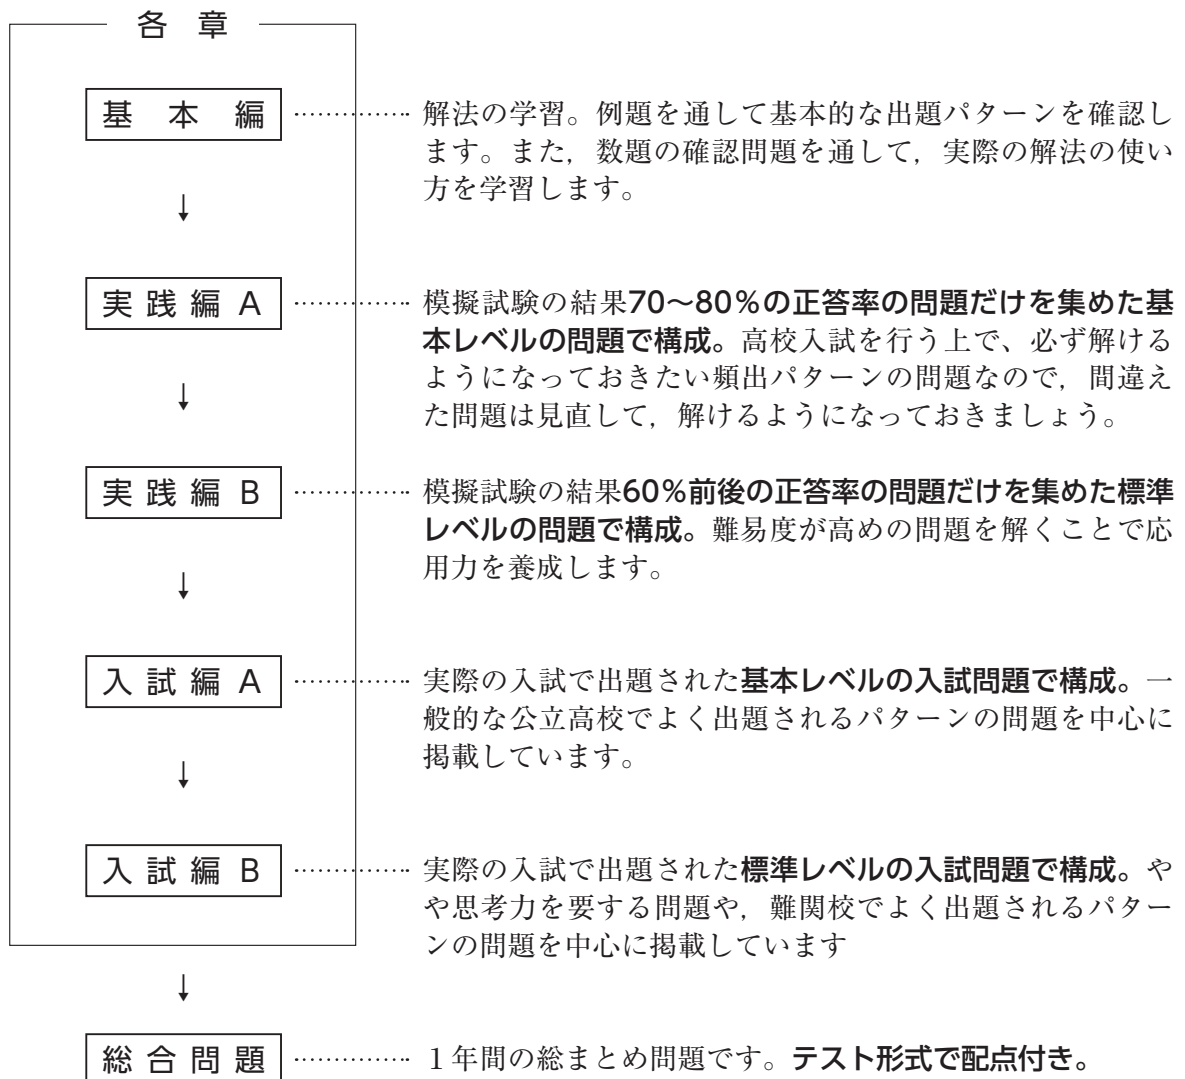 各 章
基 本 編 ………… 解法の学習。例題を通して基本的な出題パターンを確認し
ます。また，数題の確認問題を通して，実際の解法の使い
方を学習します。
↓
実 践 編 A ………… 模擬試験の結果70～80％の正答率の問題だけを集めた基
本レベルの問題で構成。高校入試を行う上で、必ず解ける
ようになっておきたい頻出パターンの問題なので，間違え
た問題は見直して，解けるようになっておきましょう。
↓
実 践 編 B ………… 模擬試験の結果60％前後の正答率の問題だけを集めた標準
レベルの問題で構成。難易度が高めの問題を解くことで応
用力を養成します。
↓
入 試 編 A ………… 実際の入試で出題された基本レベルの入試問題で構成。一
般的な公立高校でよく出題されるパターンの問題を中心に
掲載しています。
↓
入 試 編 B ………… 実際の入試で出題された標準レベルの入試問題で構成。や
や思考力を要する問題や，難関校でよく出題されるパター
ンの問題を中心に掲載しています
↓
総 合 問 題 ………… １年間の総まとめ問題です。テスト形式で配点付き。